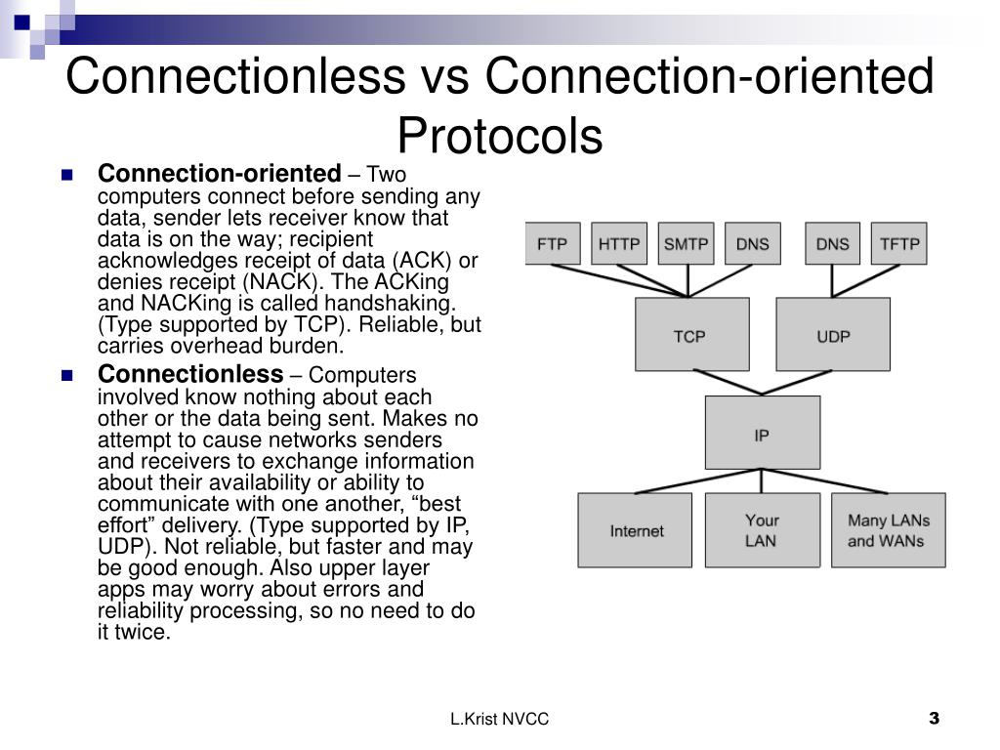 Connectionless vs Connection-oriented
Protocols
Connection-oriented – Two
computers connect before sending any
data, sender lets receiver know that
data is on the way; recipient
acknowledges receipt of data (ACK) or
denies receipt (NACK). The ACKing
and NACKing is called handshaking.
(Type supported by TCP). Reliable, but
carries overhead burden.
Connectionless – Computers
involved know nothing about each
other or the data being sent. Makes no
attempt to cause networks senders
and receivers to exchange information
about their availability or ability to
communicate with one another, “best
effort” delivery. (Type supported by IP,
UDP). Not reliable, but faster and may
be good enough. Also upper layer
apps may worry about errors and
reliability processing, so no need to do
it twice.
FTP HTTP SMTP DNS DNS TFTP
TCP UDP
IP
Internet
Your
LAN
Many LANs
and WANs
L.Krist NVCC
3